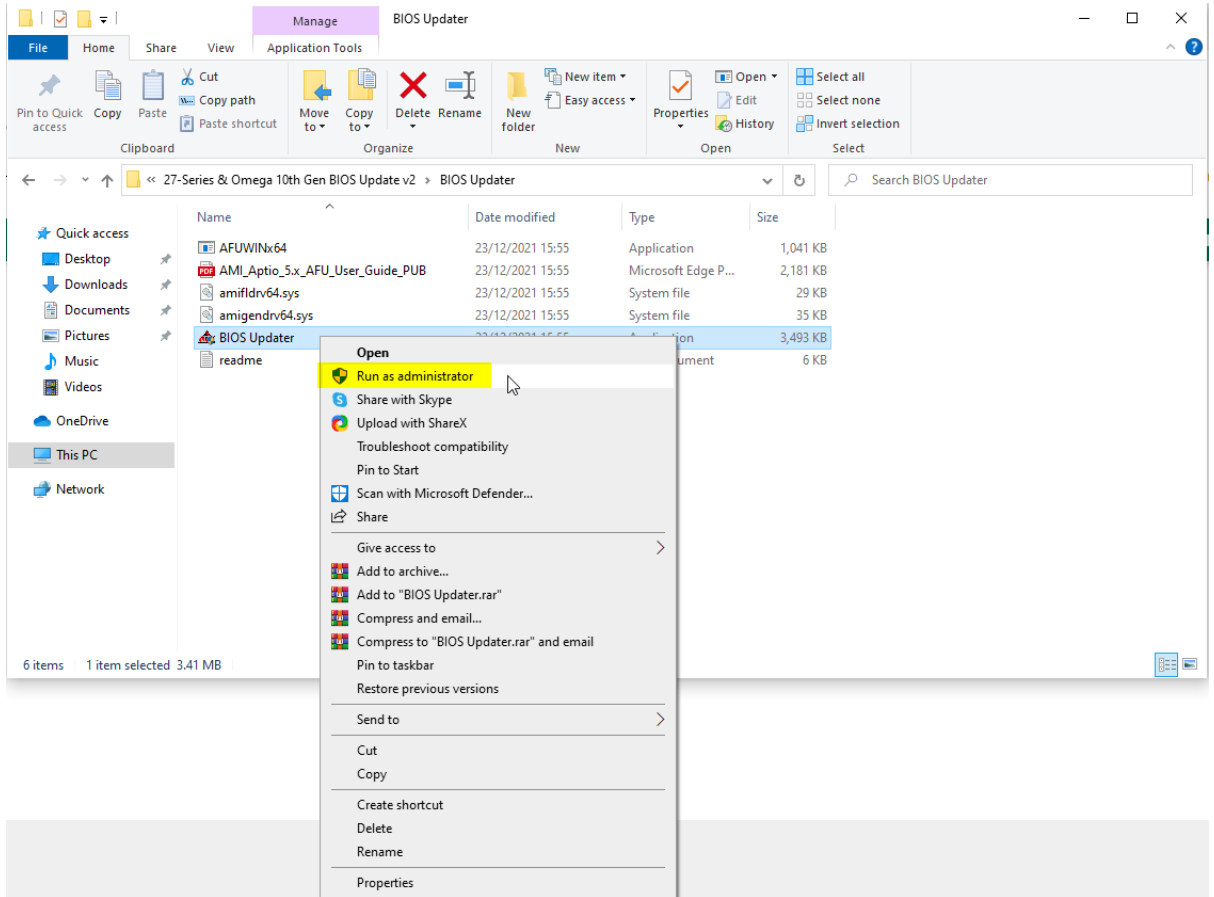 Manage
BIOS Updater
File
Home
Share
View
Application Tools
Pin to Quick access
Copy
Paste
Cut
Copy path
Paste shortcut
Clipboard
Move to
Copy to
Delete
Rename
Organize
New folder
New item
Easy access
New
Properties
Open
Edit
History
Open
Select all
Select none
Invert selection
Select
« 27-Series & Omega 10th Gen BIOS Update v2 > BIOS Updater
Search BIOS Updater
Quick access
Desktop
Downloads
Documents
Pictures
Music
Videos
OneDrive
This PC
Network
Name Date modified Type Size
AFUWINx64 23/12/2021 15:55 Application 1,041 KB
PDF AMI_Aptio_5.x_AFU_User_Guide_PUB 23/12/2021 15:55 Microsoft Edge P... 2,181 KB
amifldrv64.sys 23/12/2021 15:55 System file 29 KB
amigendrv64.sys 23/12/2021 15:55 System file 35 KB
BIOS Updater 3,493 KB
readme 6 KB
Open
Run as administrator
Share with Skype
Upload with ShareX
Troubleshoot compatibility
Pin to Start
Scan with Microsoft Defender...
Share
Give access to
Add to archive...
Add to "BIOS Updater.rar"
Compress and email...
Compress to "BIOS Updater.rar" and email
Pin to taskbar
Restore previous versions
Send to
Cut
Copy
Create shortcut
Delete
Rename
Properties
6 items 1 item selected 3.41 MB